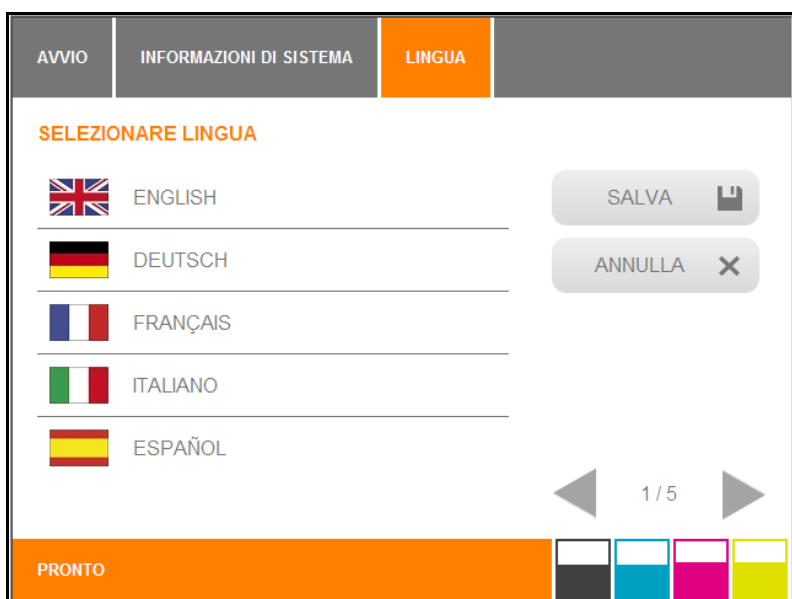 AVVIO INFORMAZIONI DI SISTEMA LINGUA
SELEZIONARE LINGUA
ENGLISH
DEUTSCH
FRANÇAIS
ITALIANO
ESPAÑOL
SALVA
ANNULLA
1 / 5
PRONTO